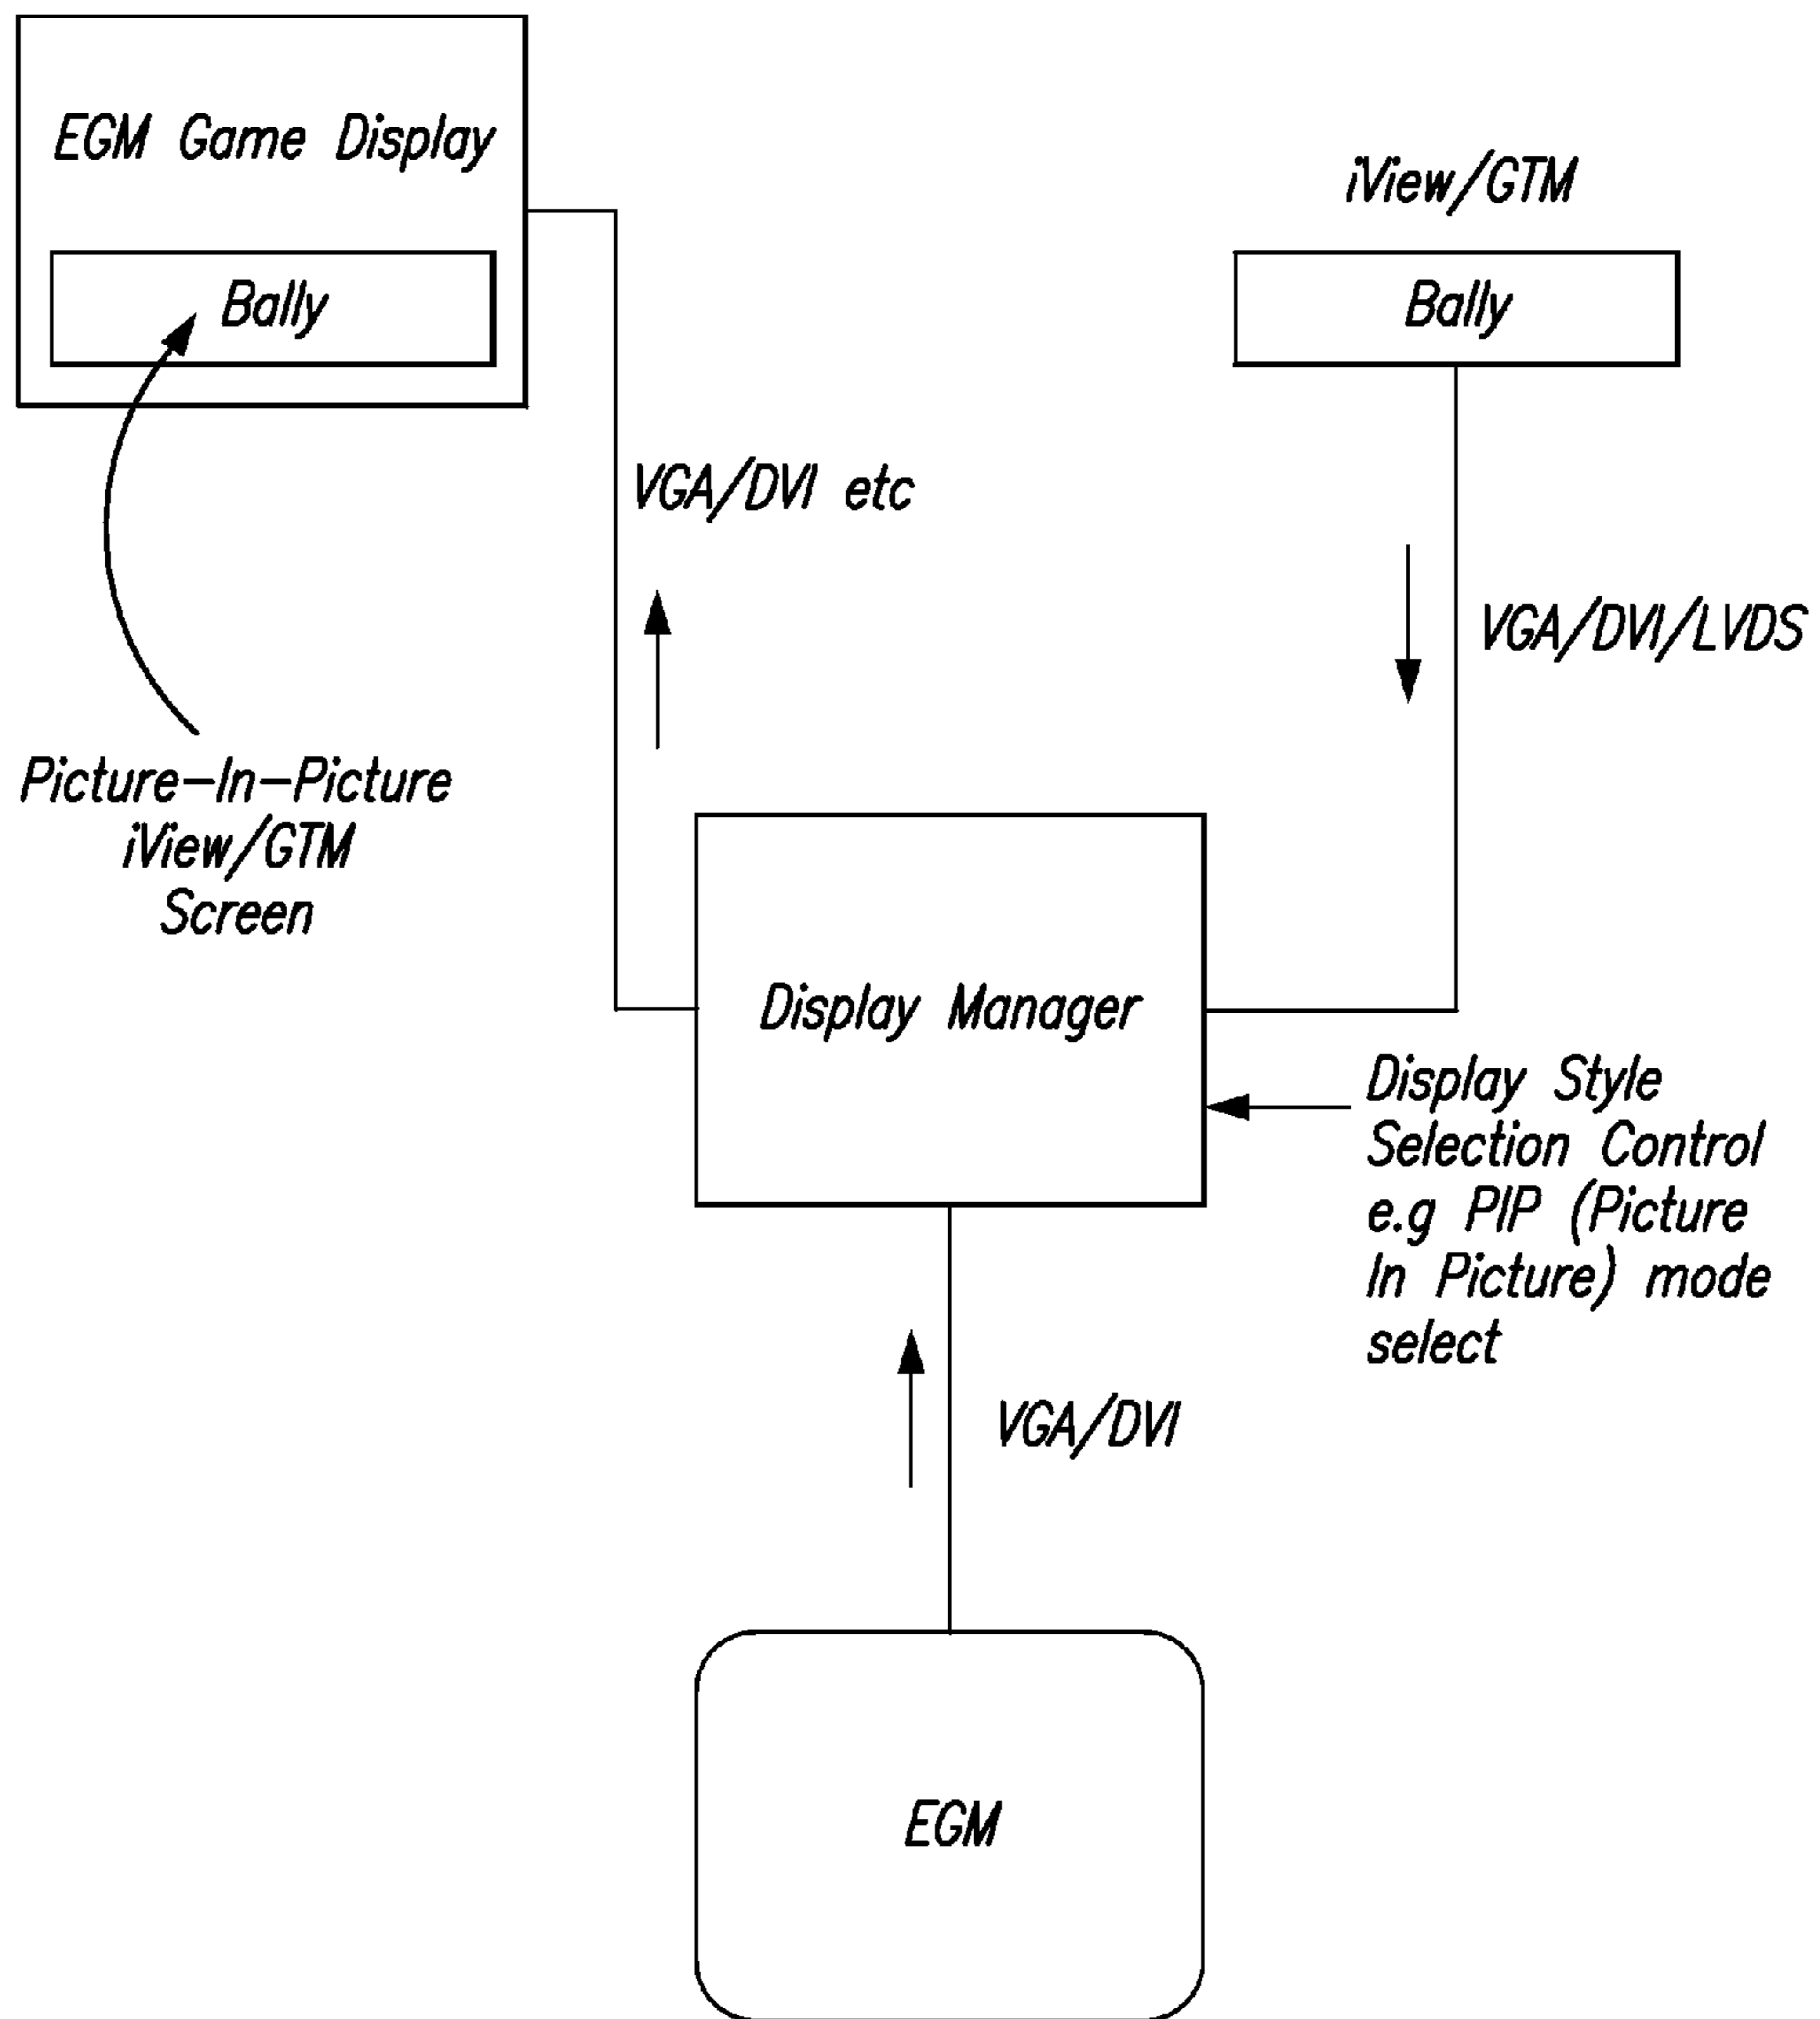 EGM Game Display
Bally
iView/GTM
Bally
VGA/DVI etc
VGA/DVI/LVDS
Picture-In-Picture
iView/GTM
Screen
Display Manager
Display Style
Selection Control
e.g PIP (Picture
In Picture) mode
select
VGA/DVI
EGM